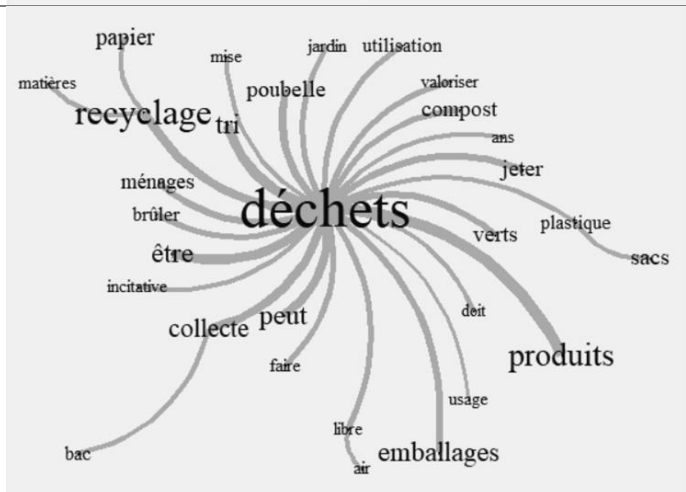 papier
mise
jardin
utilisation
matières
poubelle
valoriser
recyclage
tri
compost
ans
jeter
ménages
brûler
déchets
plastique
verts
être
sacs
incitative
collecte
peut
doit
produits
faire
usage
libre
bac
air
emballages